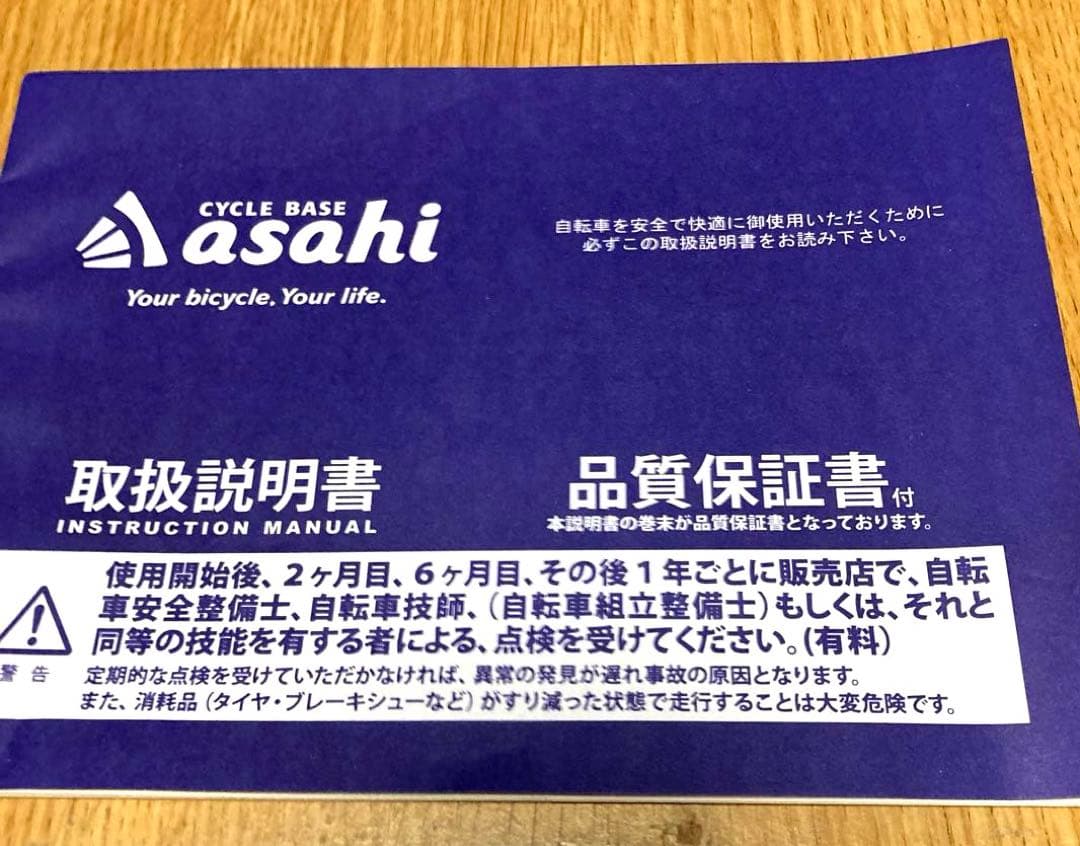 CYCLE BASE
asahi
Your bicycle, Your life.
自転車を安全で快適に御使用いただくために
必ずこの取扱説明書をお読み下さい。
取扱説明書
INSTRUCTION MANUAL
品質保証書付
本説明書の巻末が品質保証書となっております。
使用開始後、2ヶ月目、6ヶ月目、その後1年ごとに販売店で、自転
車安全整備士、自転車技師、(自転車組立整備士)もしくは、それと
同等の技能を有する者による、点検を受けてください。(有料)
警告
定期的な点検を受けていただかなければ、異常の発見が遅れ事故の原因となります。
また、消耗品(タイヤ・ブレーキシューなど)がすり減った状態で走行することは大変危険です。